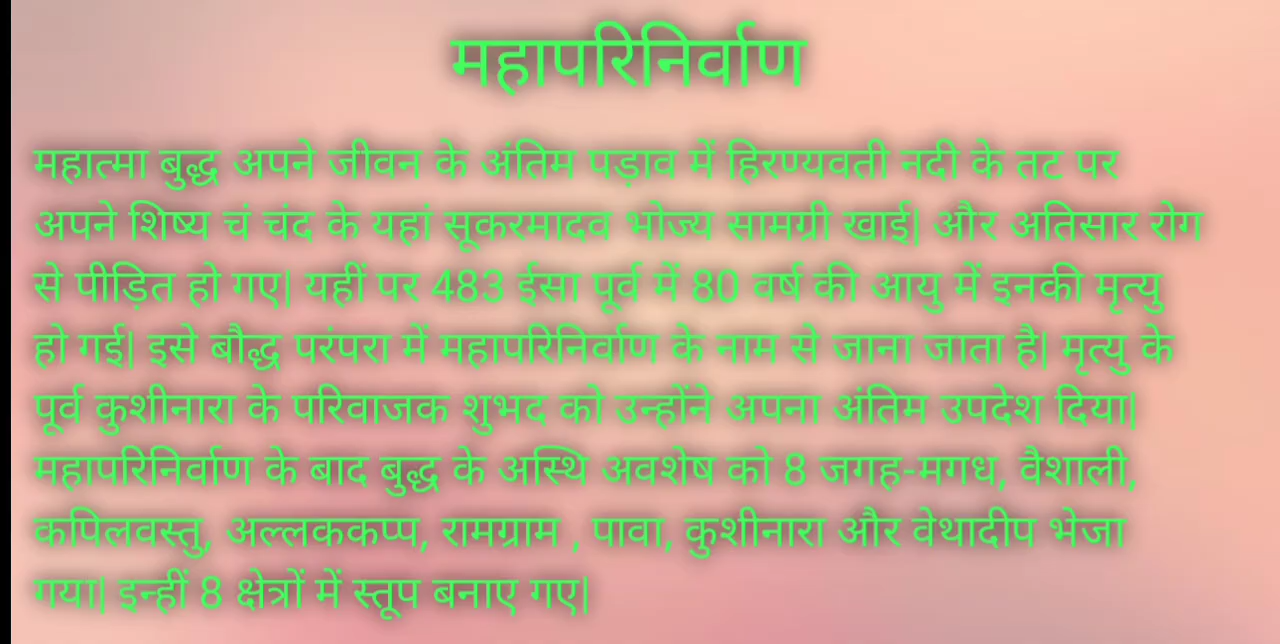 महापरिनिर्वाण
महात्मा बुद्ध अपने जीवन के अंतिम पड़ाव में हिरण्यवती नदी के तट पर
अपने शिष्य चं चंद के यहां सूकरमादव भोज्य सामग्री खाई| और अतिसार रोग
से पीड़ित हो गए| यहीं पर 483 ईसा पूर्व में 80 वर्ष की आयु में इनकी मृत्यु
हो गई| इसे बौद्ध परंपरा में महापरिनिर्वाण के नाम से जाना जाता है| मृत्यु के
पूर्व कुशीनारा के परिवाजक शुभद को उन्होंने अपना अंतिम उपदेश दिया|
महापरिनिर्वाण के बाद बुद्ध के अस्थि अवशेष को 8 जगह-मगध, वैशाली,
कपिलवस्तु, अल्लककप्प, रामग्राम , पावा, कुशीनारा और वेथादीप भेजा
गया| इन्हीं 8 क्षेत्रों में स्तूप बनाए गए|